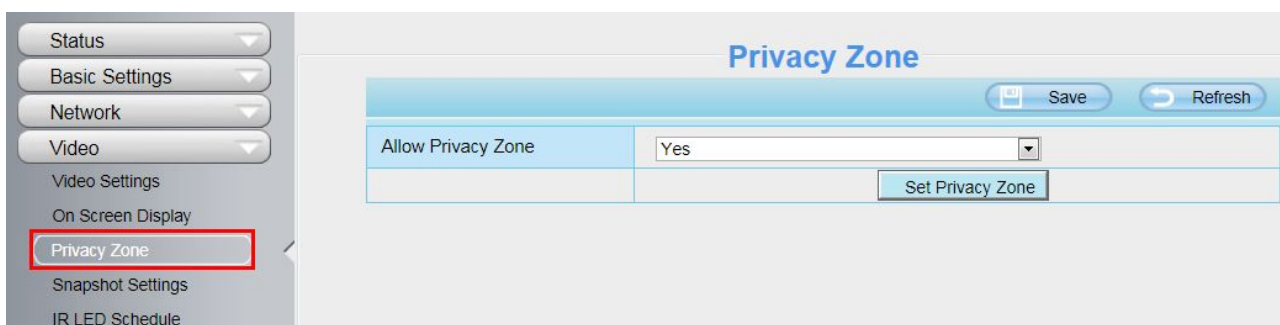 Status
Basic Settings
Network
Video
Video Settings
On Screen Display
Privacy Zone
Snapshot Settings
IR LED Schedule
Privacy Zone
Save Refresh
Allow Privacy Zone Yes
Set Privacy Zone